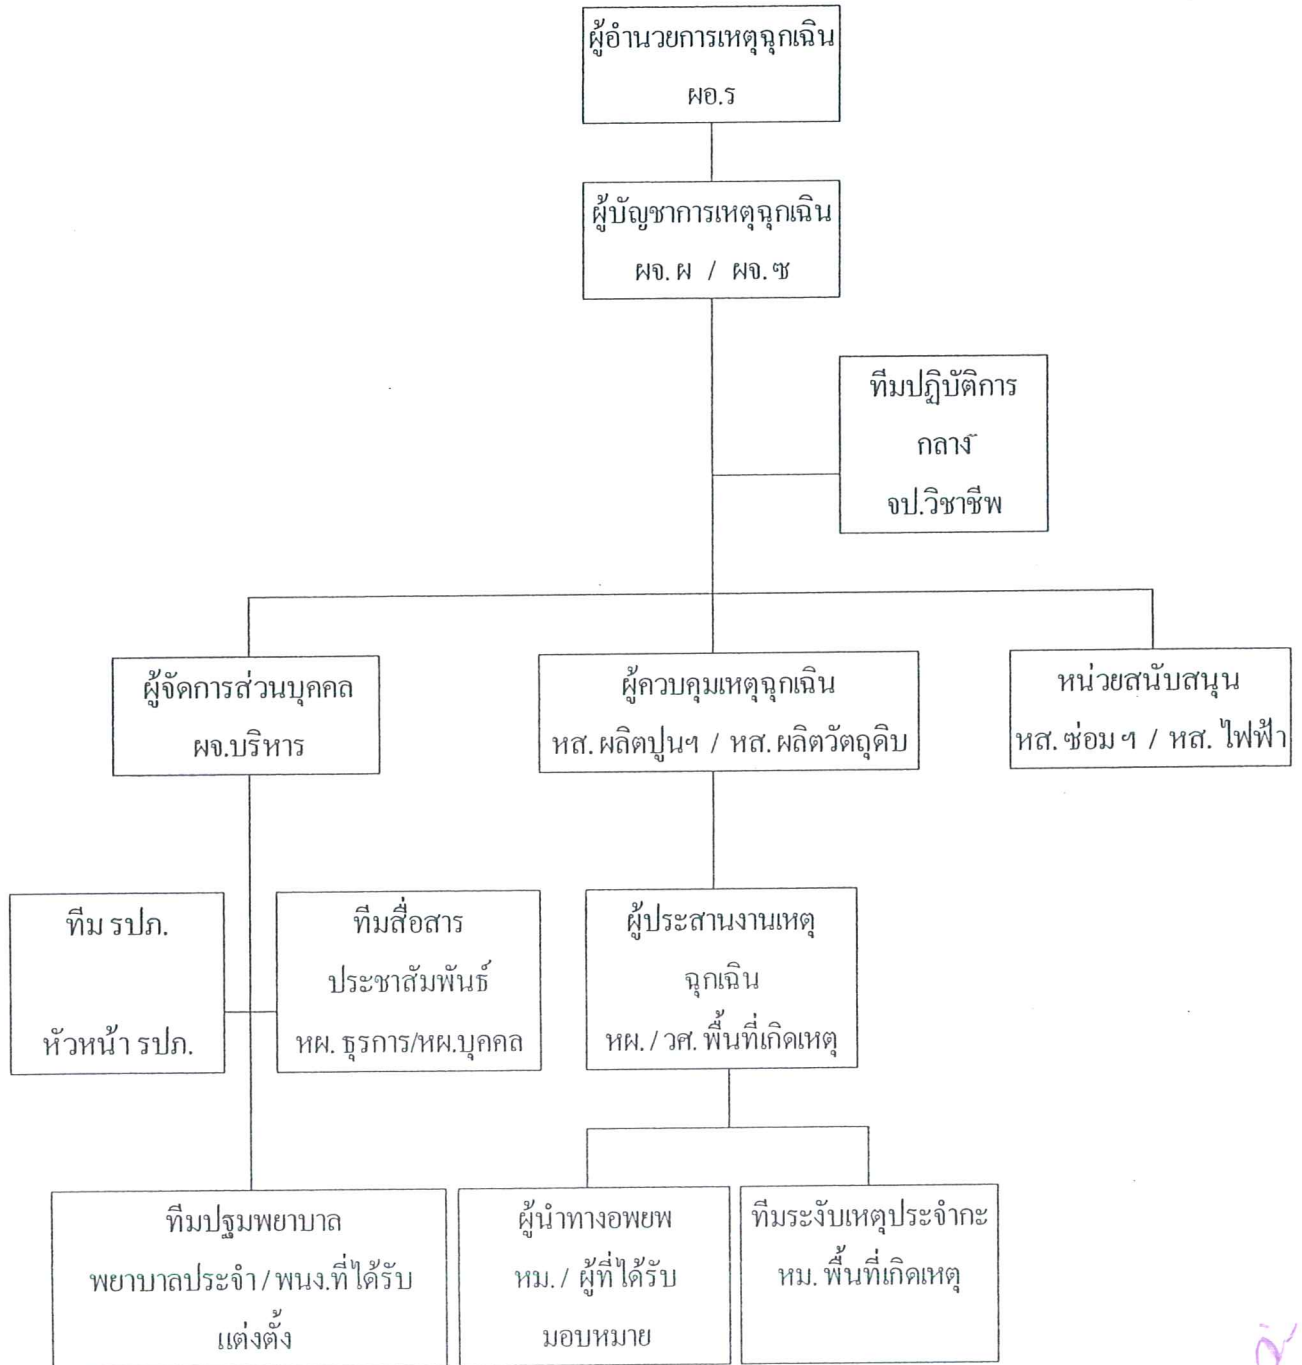 ผู้อำนวยการเหตุฉุกเฉิน
ผอ.ร
ผู้บัญชาการเหตุฉุกเฉิน
ผจ.ผ / ผจ.ซ
ทีมปฏิบัติการ
กลาง
จป.วิชาชีพ
ผู้จัดการส่วนบุคคล
ผจ.บริหาร
ผู้ควบคุมเหตุฉุกเฉิน
หส.ผลิตปูนฯ / หส.ผลิตวัตถุดิบ
หน่วยสนับสนุน
หส.ซ่อมฯ / หส. ไฟฟ้า
ทีม รปภ.
หัวหน้า รปภ.
ทีมสื่อสาร
ประชาสัมพันธ์
หผ. ธุรการ/หผ.บุคคล
ผู้ประสานงานเหตุ
ฉุกเฉิน
หผ. / วศ. พื้นที่เกิดเหตุ
ทีมปฐมพยาบาล
พยาบาลประจำ / พนง.ที่ได้รับ
แต่งตั้ง
ผู้นำทางอพยพ
หม. / ผู้ที่ได้รับ
มอบหมาย
ทีมระงับเหตุประจำกะ
หม. พื้นที่เกิดเหตุ